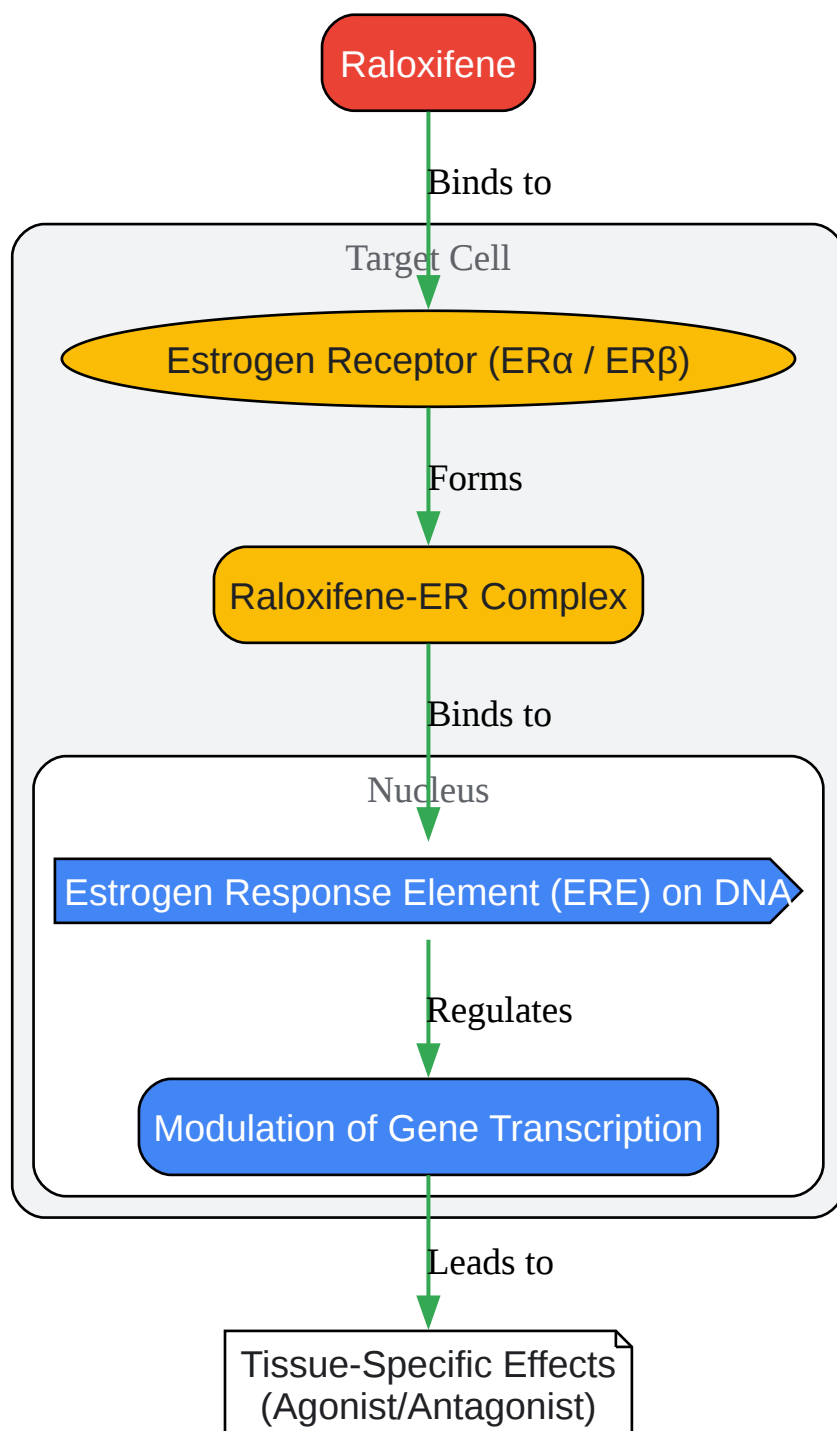 Raloxifene
Binds to
Target Cell
Estrogen Receptor (ERα / ERβ)
Forms
Raloxifene-ER Complex
Binds to
Nucleus
Estrogen Response Element (ERE) on DNA
Regulates
Modulation of Gene Transcription
Leads to
Tissue-Specific Effects
(Agonist/Antagonist)